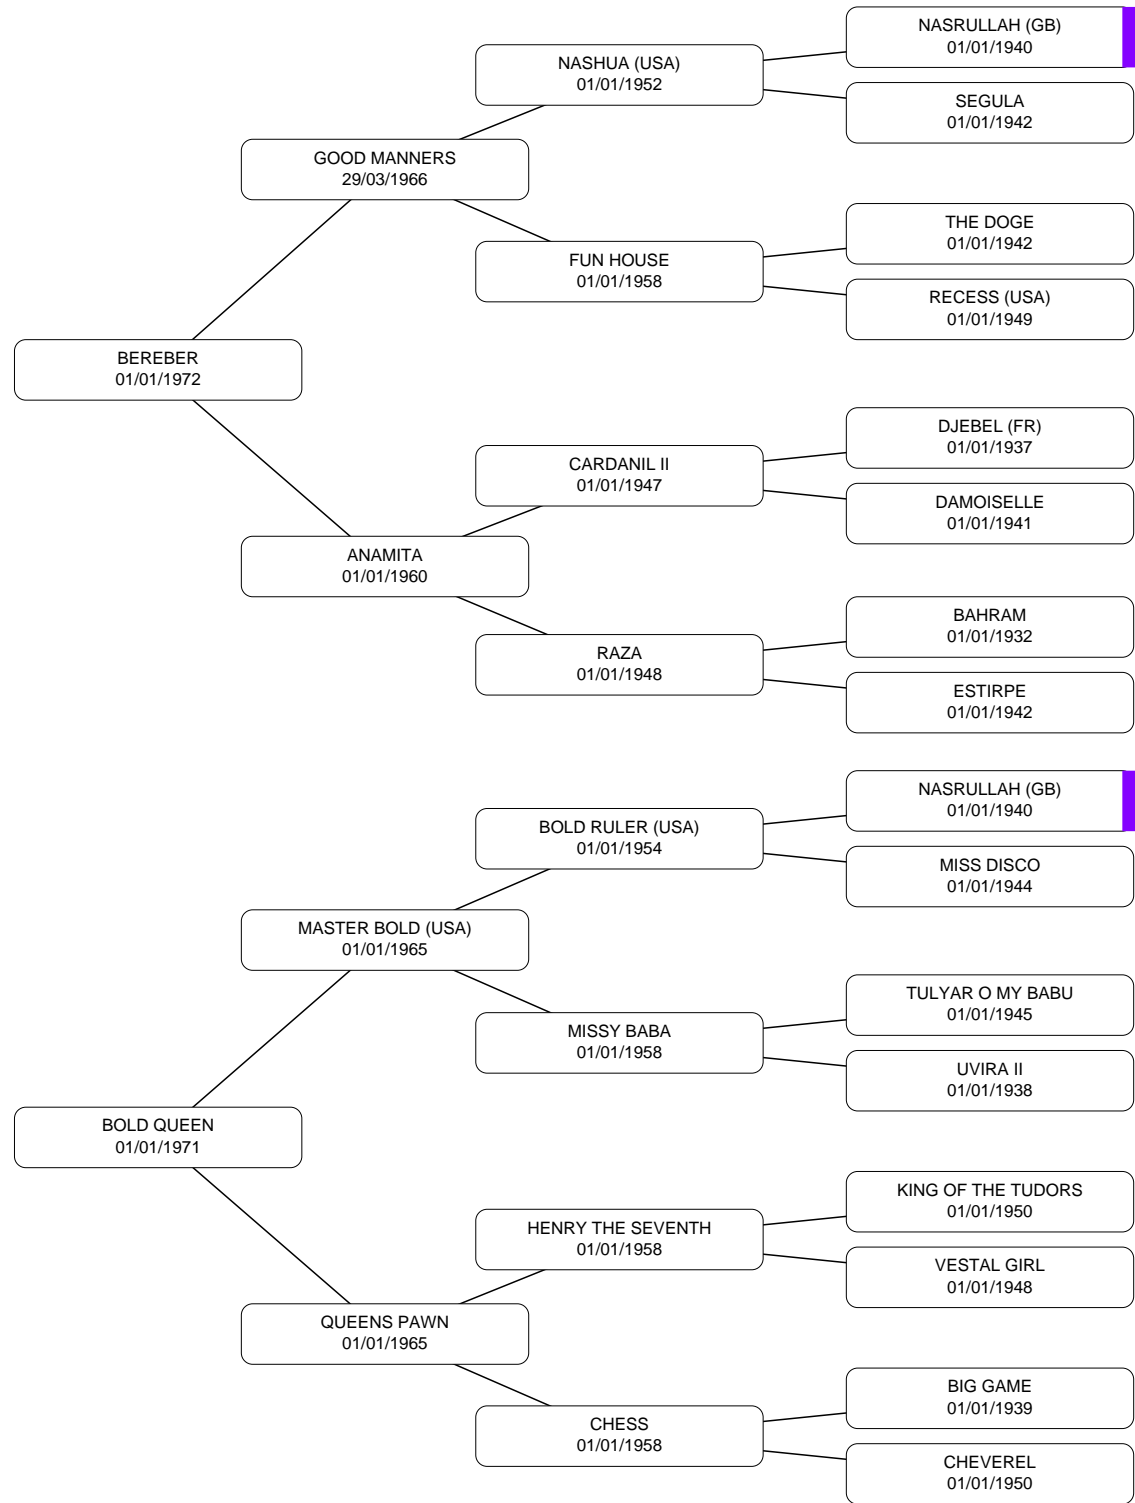 NASRULLAH (GB)
01/01/1940
NASHUA (USA)
01/01/1952
SEGULA
01/01/1942
GOOD MANNERS
29/03/1966
THE DOGE
01/01/1942
FUN HOUSE
01/01/1958
RECESS (USA)
01/01/1949
BEREBER
01/01/1972
DJEBEL (FR)
01/01/1937
CARDANIL II
01/01/1947
DAMOISELLE
01/01/1941
ANAMITA
01/01/1960
BAHRAM
01/01/1932
RAZA
01/01/1948
ESTIRPE
01/01/1942
NASRULLAH (GB)
01/01/1940
BOLD RULER (USA)
01/01/1954
MISS DISCO
01/01/1944
MASTER BOLD (USA)
01/01/1965
TULYAR O MY BABU
01/01/1945
MISSY BABA
01/01/1958
UVIRA II
01/01/1938
BOLD QUEEN
01/01/1971
KING OF THE TUDORS
01/01/1950
HENRY THE SEVENTH
01/01/1958
VESTAL GIRL
01/01/1948
QUEENS PAWN
01/01/1965
BIG GAME
01/01/1939
CHESS
01/01/1958
CHEVEREL
01/01/1950